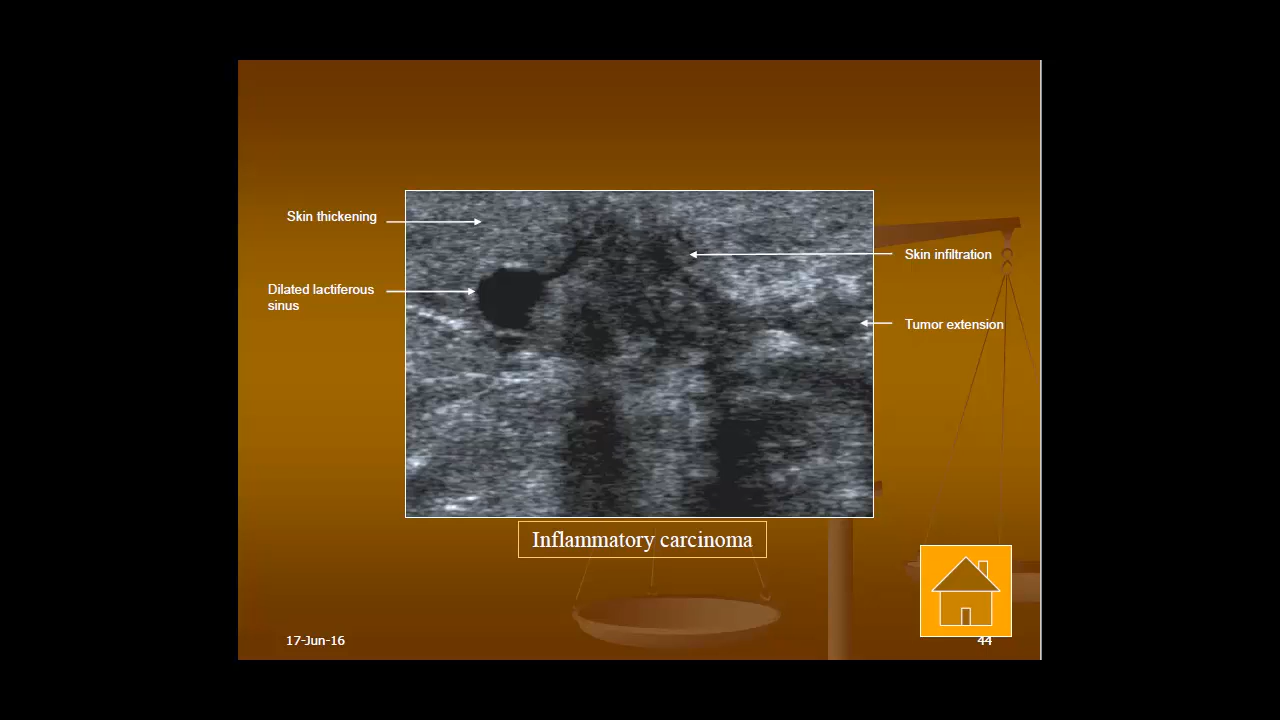 Skin thickening
Skin infiltration
Dilated lactiferous
sinus
Tumor extension
Inflammatory carcinoma
17-Jun-16
44